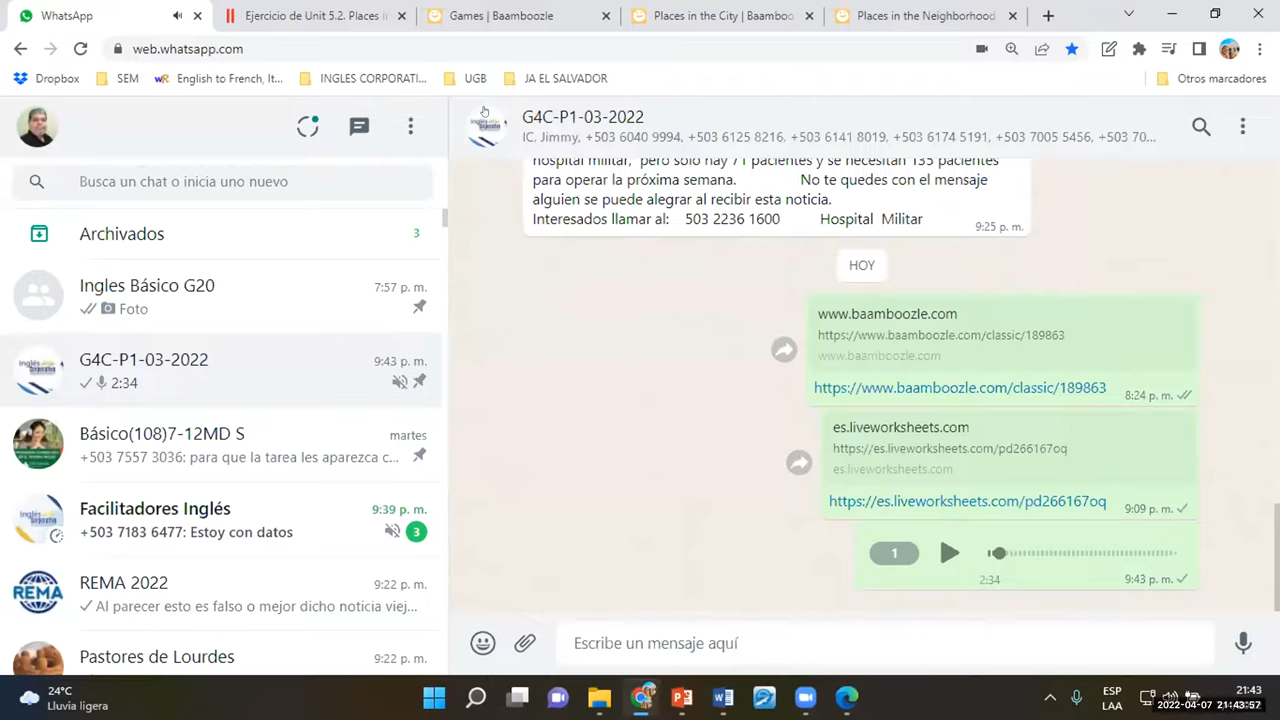 WhatsApp
Ejercicio de Unit 5.2. Places in
Games | Baamboozle
Places in the City | Baamboo
Places in the Neighborhood
web.whatsapp.com
Dropbox
SEM
English to French, It...
INGLES CORPORATI...
UGB
JA EL SALVADOR
Otros marcadores
G4C-P1-03-2022
IC, Jimmy, +503 6040 9994, +503 6125 8216, +503 6141 8019, +503 6174 5191, +503 7005 5456, +503 70...
Busca un chat o inicia uno nuevo
Archivados
3
Ingles Básico G20
7:57 p. m.
Foto
G4C-P1-03-2022
9:43 p. m.
2:34
Básico(108)7-12MD S
martes
+503 7557 3036: para que la tarea les aparezca c...
Facilitadores Inglés
9:39 p. m.
+503 7183 6477: Estoy con datos
3
REMA
REMA 2022
9:22 p. m.
Al parecer esto es falso o mejor dicho noticia viej...
Pastores de Lourdes
9:22 p. m.
hospital militar, pero solo hay 71 pacientes y se necesitan 135 pacientes
para operar la próxima semana. No te quedes con el mensaje
alguien se puede alegrar al recibir esta noticia.
Interesados llamar al: 503 2236 1600 Hospital Militar
9:25 p. m.
HOY
www.baamboozle.com
https://www.baamboozle.com/classic/189863
www.baamboozle.com
https://www.baamboozle.com/classic/189863
8:24 p. m.
es.liveworksheets.com
https://es.liveworksheets.com/pd266167oq
es.liveworksheets.com
https://es.liveworksheets.com/pd266167oq
9:09 p. m.
1
2:34
9:43 p. m.
Escribe un mensaje aquí
24°C
Lluvia ligera
ESP
LAA
21:43
2022-04-07 21:43:57